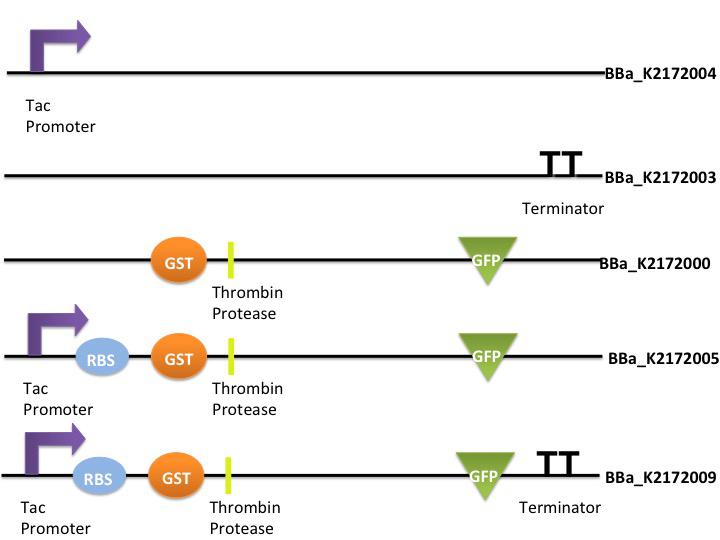 BBa_K2172004
Tac
Promoter
TT
BBa_K2172003
Terminator
GST
GFP
BBa_K2172000
Thrombin
Protease
RBS
GST
GFP
BBa_K2172005
Tac
Promoter
Thrombin
Protease
TT
RBS
GST
GFP
BBa_K2172009
Tac
Promoter
Thrombin
Protease
Terminator